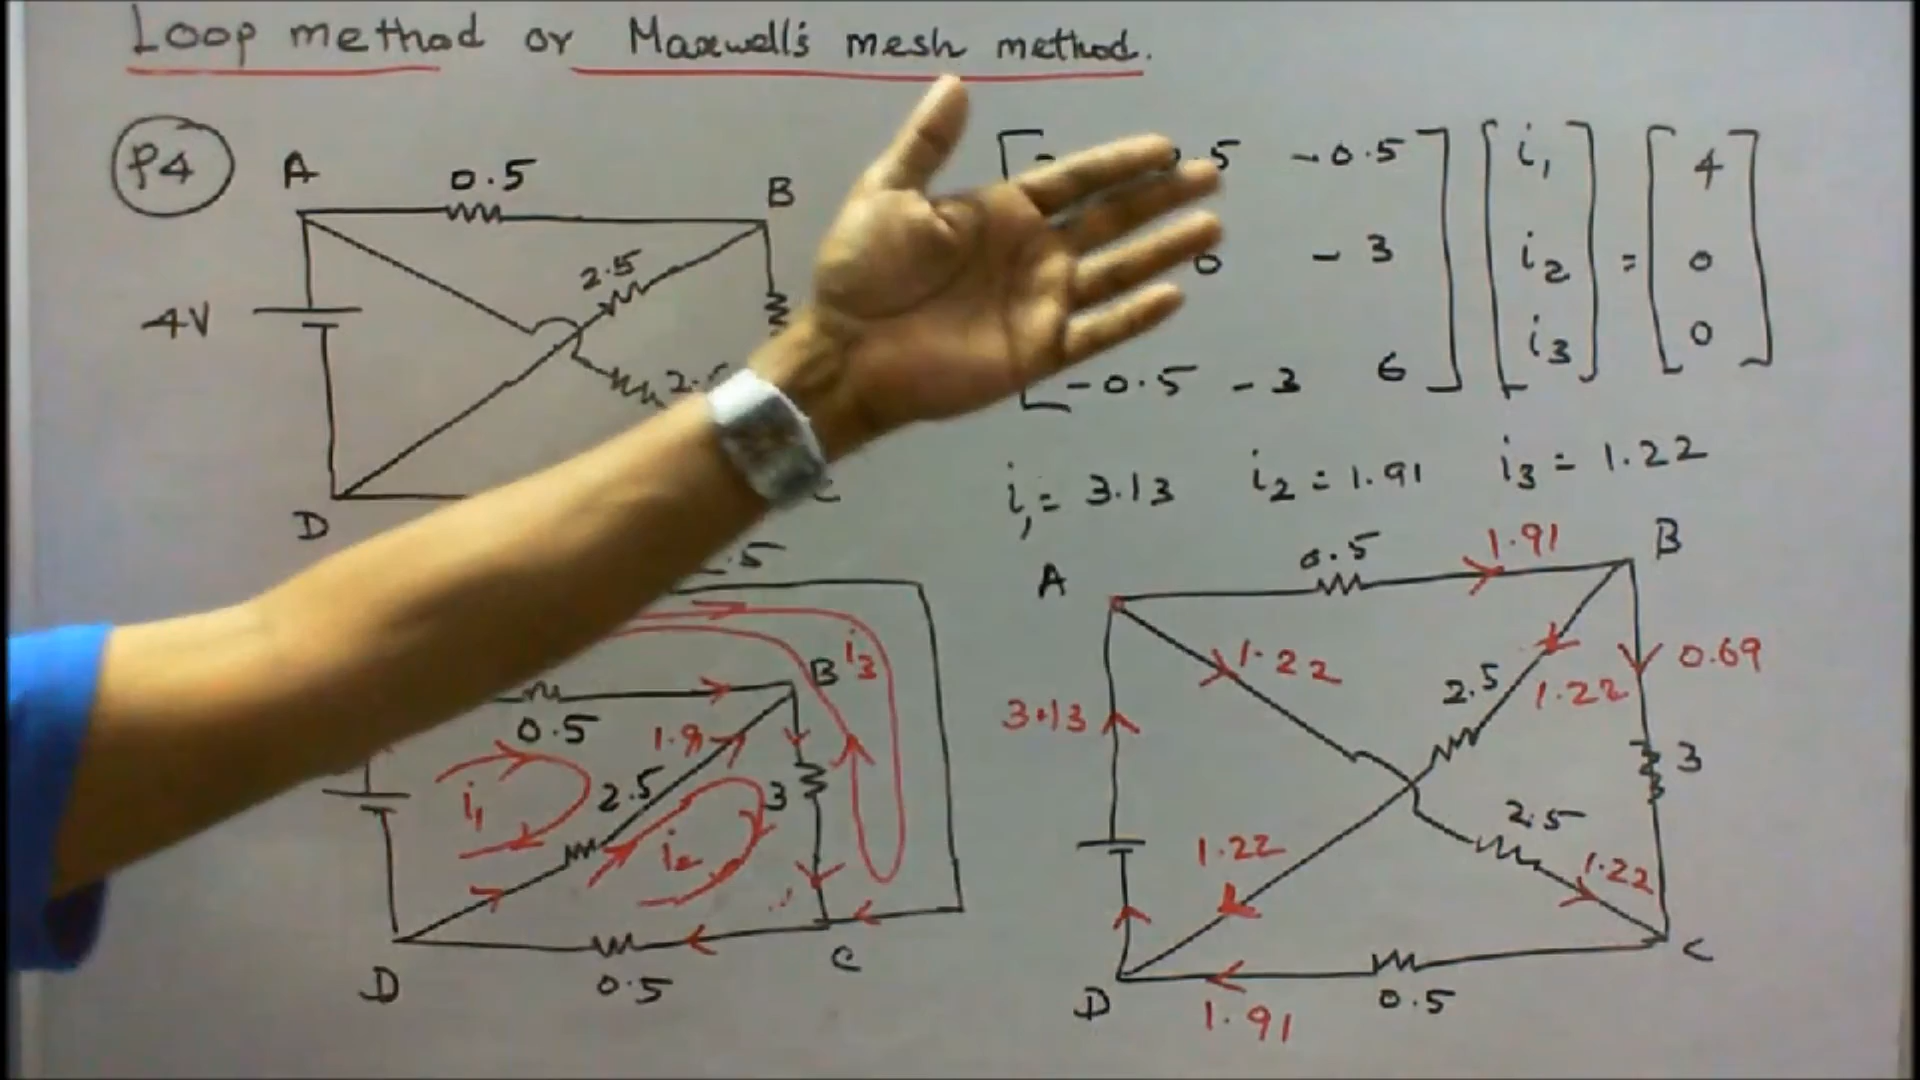 Loop method or Maxwell's mesh method.
P4
A 0.5 B
2.5
4V
D
-0.5
-3
-0.5 -3 6
i1
i2
i3
=
4
0
0
i1 = 3.13 i2 = 1.91 i3 = 1.22
B i3
0.5
1.9
i1 2.5 3
i2
D 0.5 C
A 0.5 1.91 B
1.22
2.5 1.22
0.69
3.13
3
2.5
1.22
1.22
D 0.5 C
1.91